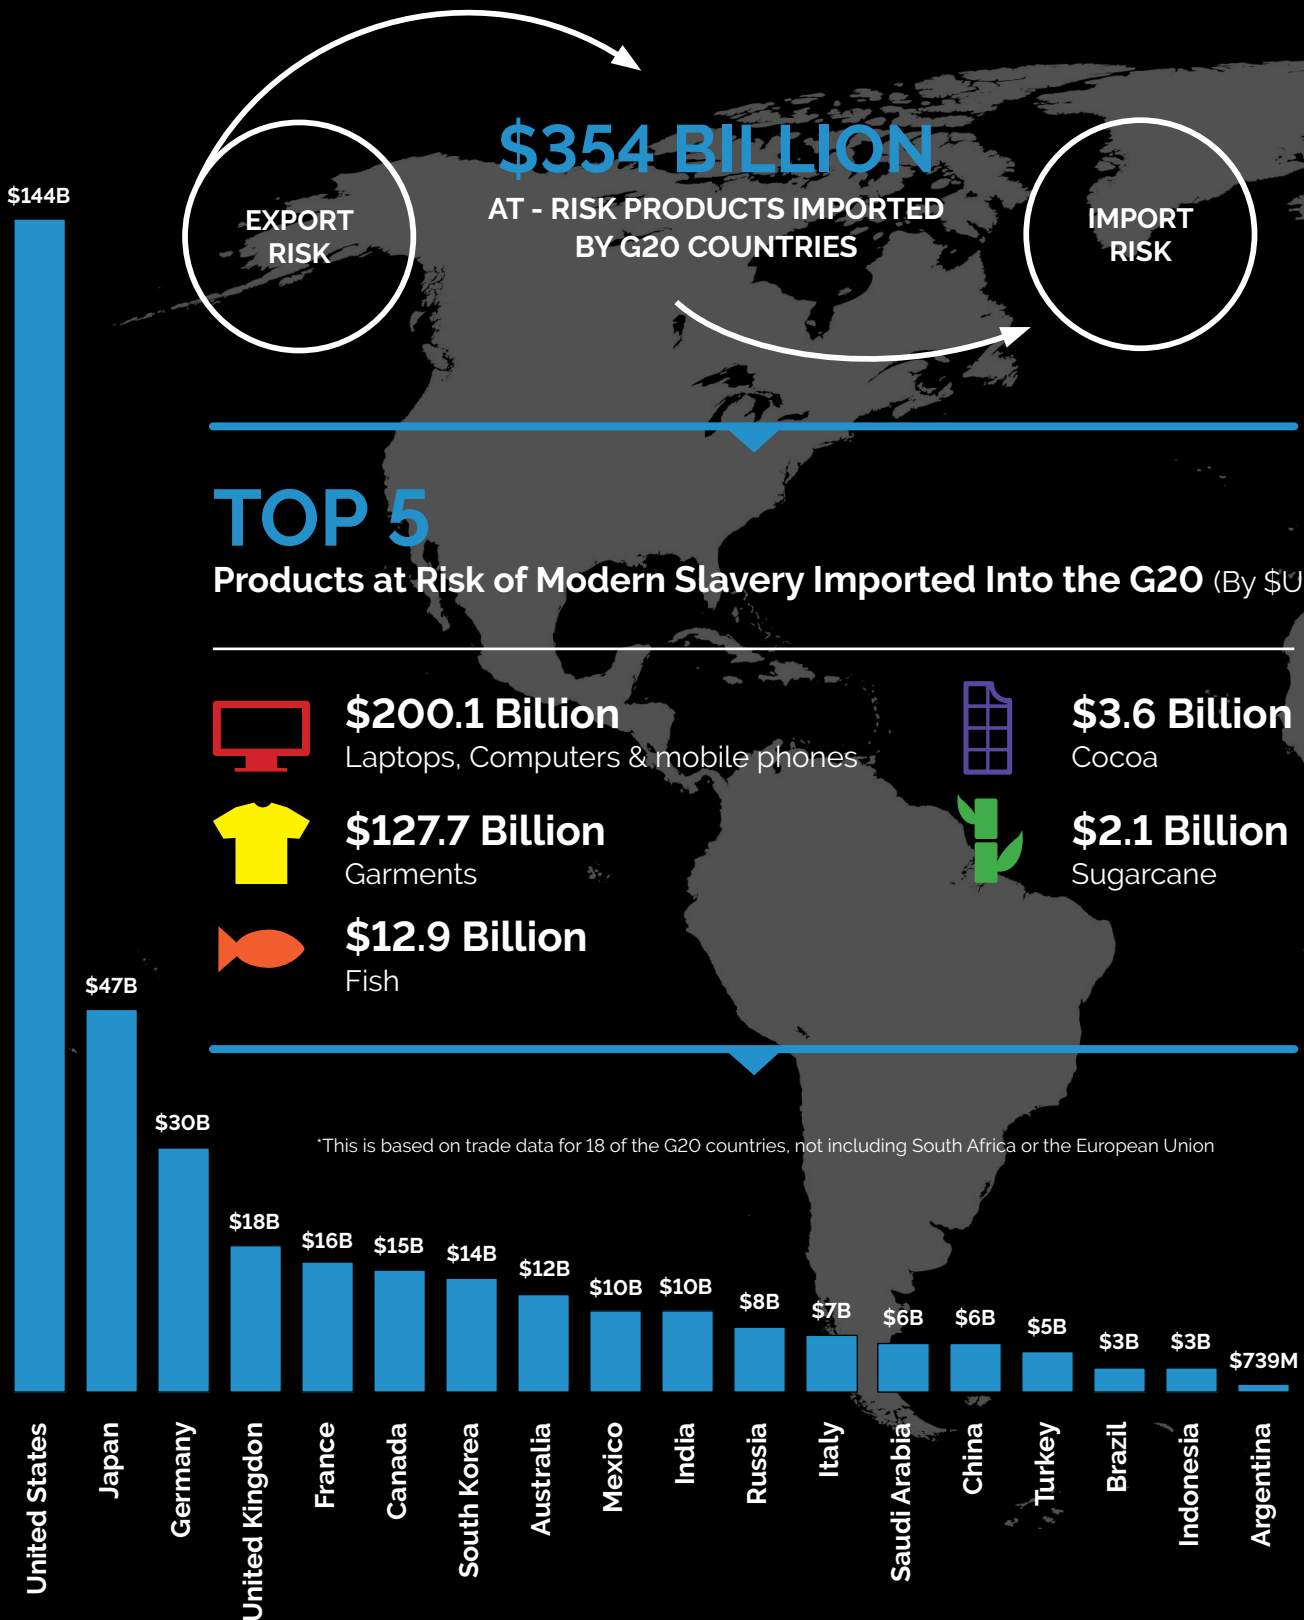 $354 BILLION
AT - RISK PRODUCTS IMPORTED
BY G20 COUNTRIES
EXPORT
RISK
IMPORT
RISK
TOP 5
Products at Risk of Modern Slavery Imported Into the G20 (By $U
$200.1 Billion
Laptops, Computers & mobile phones
$127.7 Billion
Garments
$12.9 Billion
Fish
$3.6 Billion
Cocoa
$2.1 Billion
Sugarcane
*This is based on trade data for 18 of the G20 countries, not including South Africa or the European Union
$144B
$47B
$30B
$18B
$16B
$15B
$14B
$12B
$10B
$10B
$8B
$7B
$6B
$6B
$5B
$3B
$3B
$739M
United States
Japan
Germany
United Kingdon
France
Canada
South Korea
Australia
Mexico
India
Russia
Italy
Saudi Arabia
China
Turkey
Brazil
Indonesia
Argentina